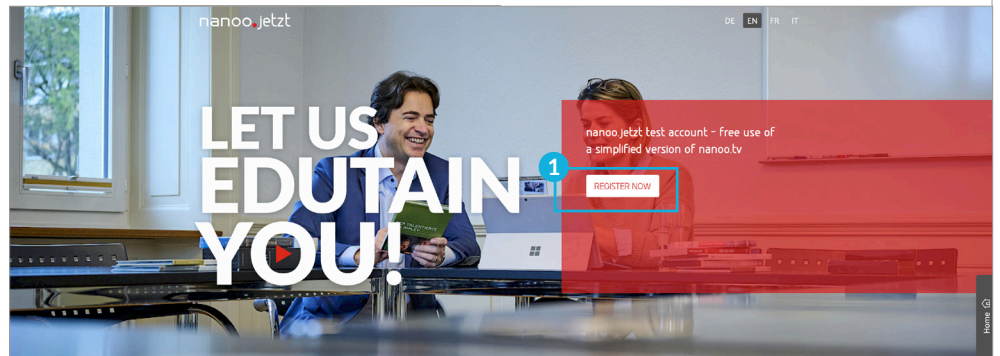 nanoo.jetzt
DE EN FR IT
LET US
EDUTAIN
YOU!
nanoo.jetzt test account - free use of
a simplified version of nanoo.tv
1
REGISTER NOW
Home